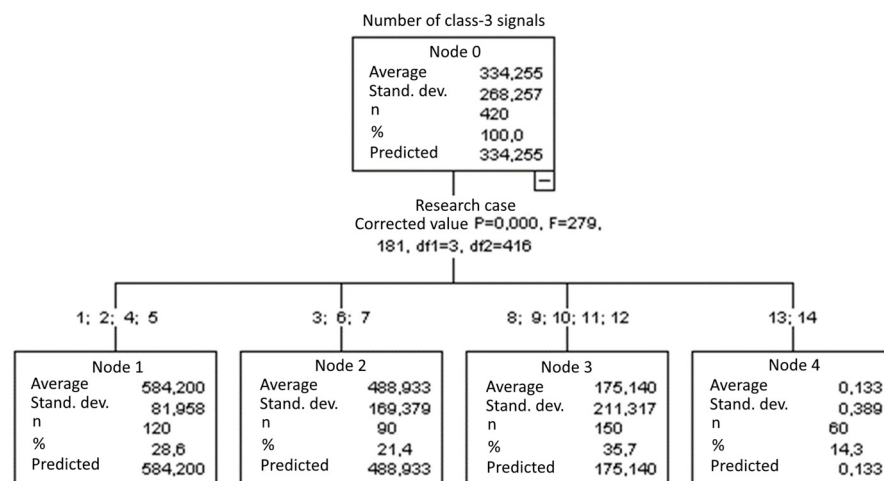 Number of class-3 signals
Node 0
Average 334,255
Stand. dev. 268,257
n 420
% 100,0
Predicted 334,255
Research case
Corrected value P=0,000, F=279,
181, df1=3, df2=416
1; 2; 4; 5
3; 6; 7
8; 9; 10; 11; 12
13; 14
Node 1
Average 584,200
Stand. dev. 81,958
n 120
% 28,6
Predicted 584,200
Node 2
Average 488,933
Stand. dev. 169,379
n 90
% 21,4
Predicted 488,933
Node 3
Average 175,140
Stand. dev. 211,317
n 150
% 35,7
Predicted 175,140
Node 4
Average 0,133
Stand. dev. 0,389
n 60
% 14,3
Predicted 0,133